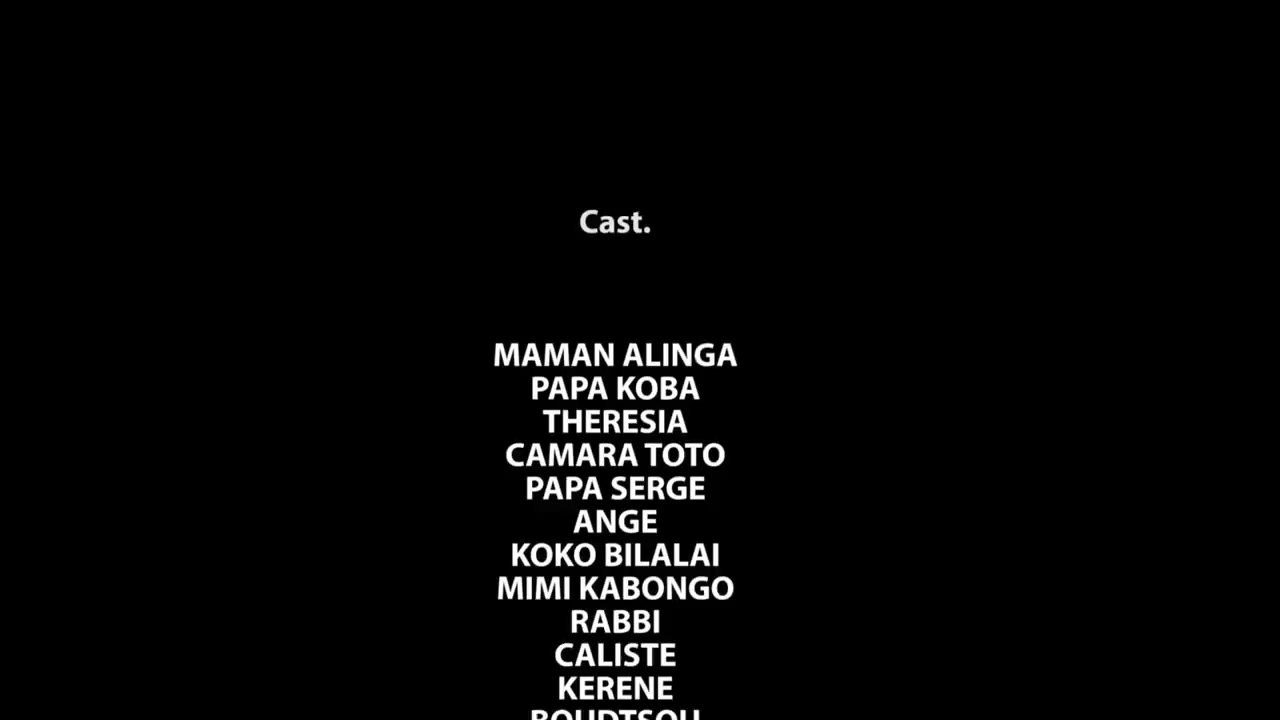 Cast.
MAMAN ALINGA
PAPA KOBA
THERESIA
CAMARA TOTO
PAPA SERGE
ANGE
KOKO BILALAI
MIMI KABONGO
RABBI
CALISTE
KERENE